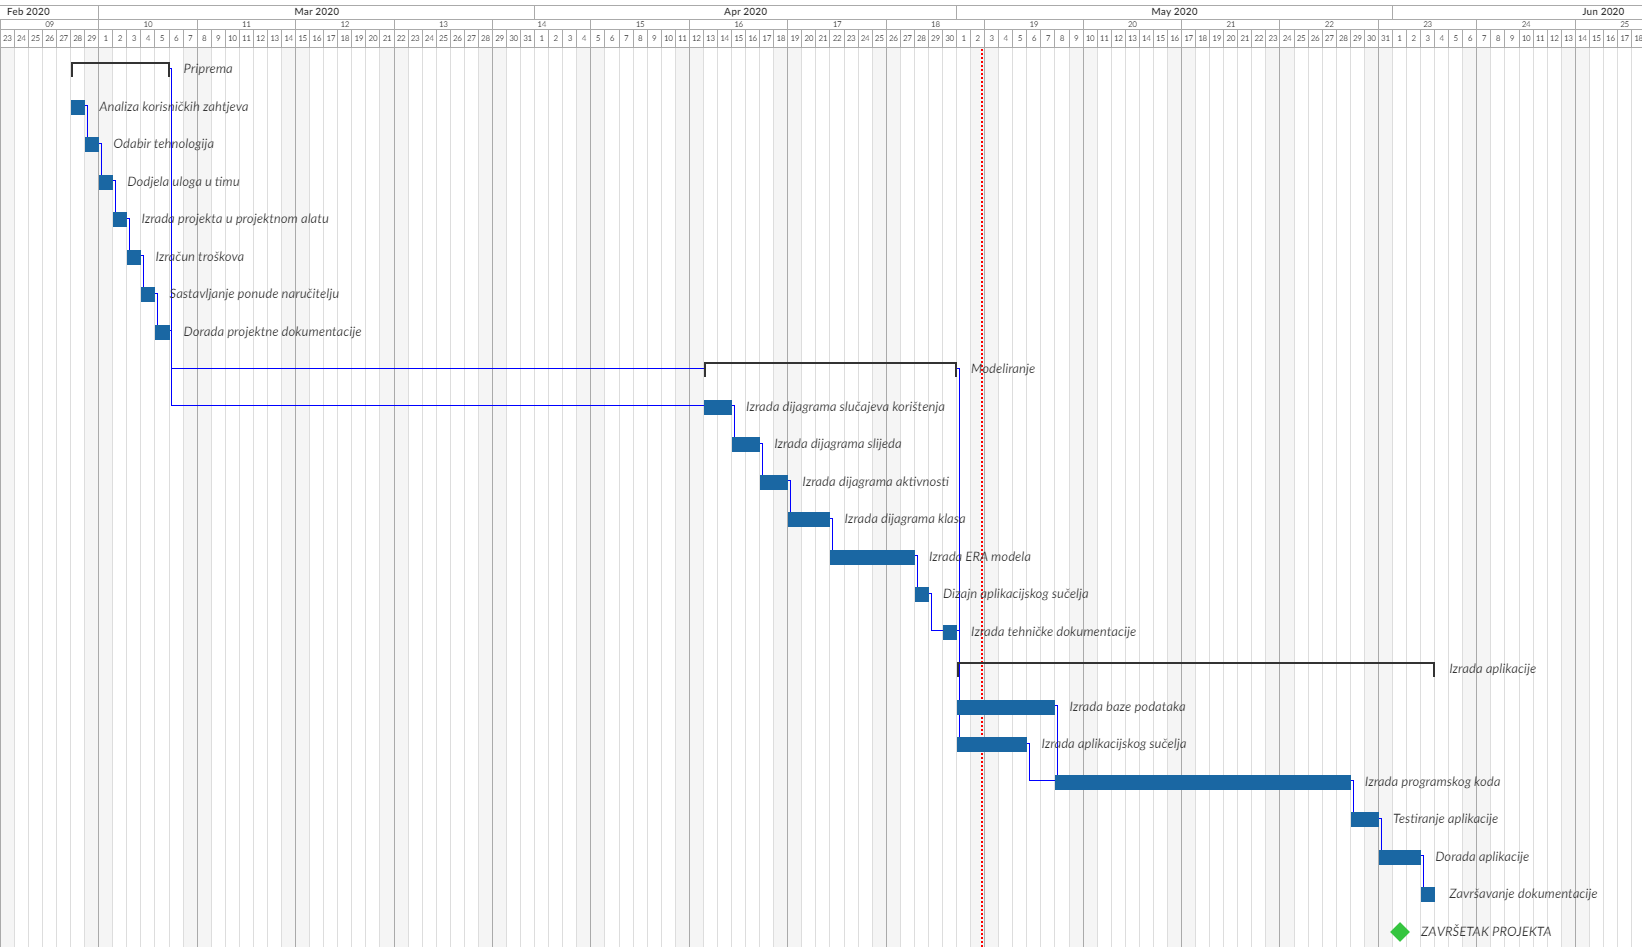 Feb 2020 Mar 2020 Apr 2020 May 2020 Jun 2020
09 10 11 12 13 14 15 16 17 18 19 20 21 22 23 24 25
23 24 25 26 27 28 29 1 2 3 4 5 6 7 8 9 10 11 12 13 14 15 16 17 18 19 20 21 22 23 24 25 26 27 28 29 30 31 1 2 3 4 5 6 7 8 9 10 11 12 13 14 15 16 17 18 19 20 21 22 23 24 25 26 27 28 29 30 1 2 3 4 5 6 7 8 9 10 11 12 13 14 15 16 17 18 19 20 21 22 23 24 25 26 27 28 29 30 31 1 2 3 4 5 6 7 8 9 10 11 12 13 14 15 16 17 18
Priprema
Analiza korisničkih zahtjeva
Odabir tehnologija
Dodjela uloga u timu
Izrada projekta u projektnom alatu
Izračun troškova
Sastavljanje ponude naručitelju
Dorada projektne dokumentacije
Modeliranje
Izrada dijagrama slučajeva korištenja
Izrada dijagrama slijeda
Izrada dijagrama aktivnosti
Izrada dijagrama klasa
Izrada ERA modela
Dizajn aplikacijskog sučelja
Izrada tehničke dokumentacije
Izrada aplikacije
Izrada baze podataka
Izrada aplikacijskog sučelja
Izrada programskog koda
Testiranje aplikacije
Dorada aplikacije
Završavanje dokumentacije
ZAVRŠETAK PROJEKTA